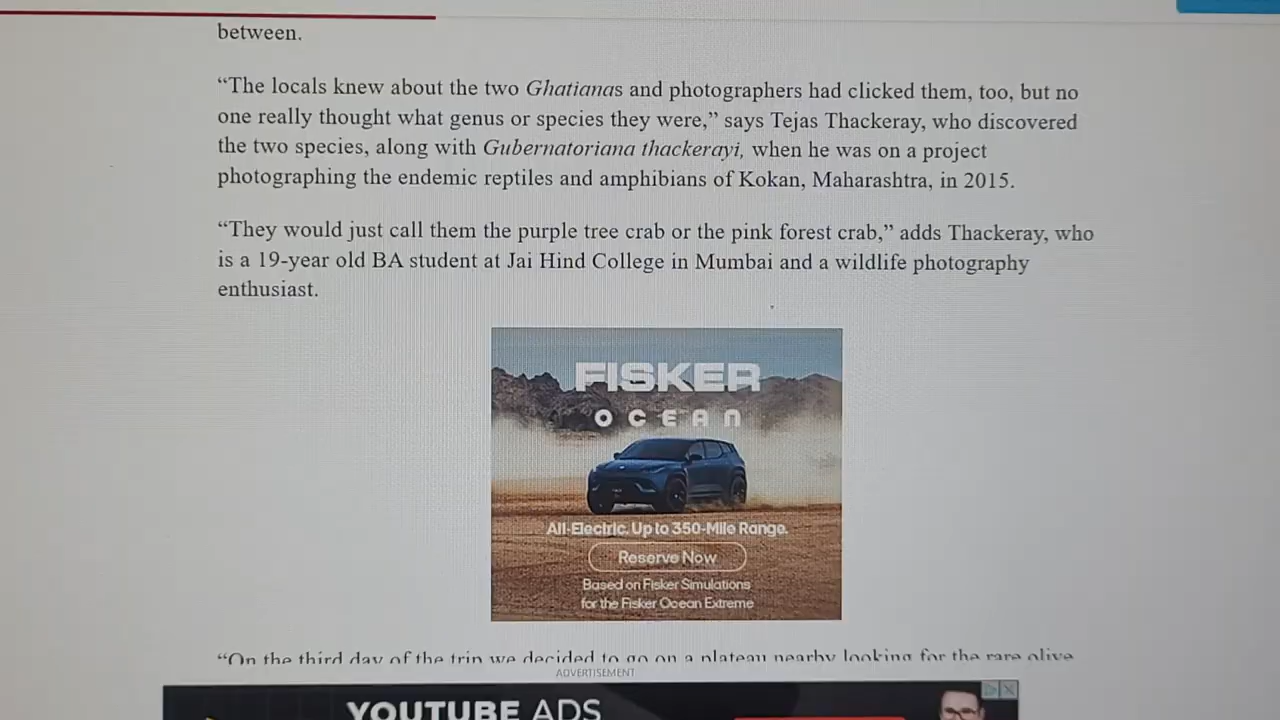 between.
“The locals knew about the two Ghatianas and photographers had clicked them, too, but no
one really thought what genus or species they were,” says Tejas Thackeray, who discovered
the two species, along with Gubernatoriana thackerayi, when he was on a project
photographing the endemic reptiles and amphibians of Kokan, Maharashtra, in 2015.
“They would just call them the purple tree crab or the pink forest crab,” adds Thackeray, who
is a 19-year old BA student at Jai Hind College in Mumbai and a wildlife photography
enthusiast.
FISKER
OCEAN
All-Electric. Up to 350-Mile Range.
Reserve Now
Based on Fisker Simulations
for the Fisker Ocean Extreme
“On the third day of the trip we decided to go on a plateau nearby looking for the rare olive
ADVERTISEMENT
YOUTUBE ADS